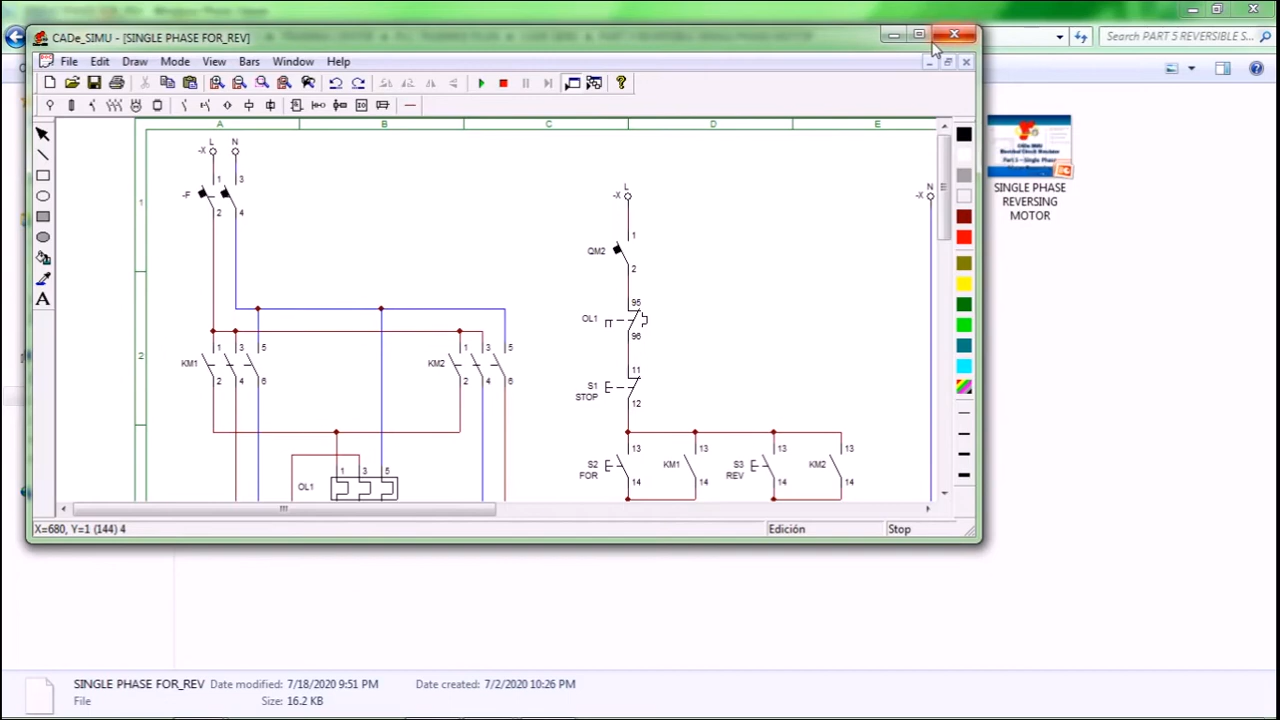 Search PART 5 REVERSIBLE S...
CADe_SIMU - [SINGLE PHASE FOR_REV]
File Edit Draw Mode View Bars Window Help
A B C D E
1
2
L N
-X
1 3
-F
2 4
KM1
1 3 5
2 4 6
KM2
1 3 5
2 4 6
OL1
1 3 5
L
-X
QM2
1
2
OL1
95
96
S1
STOP
11
12
S2
FOR
13
14
KM1
13
14
S3
REV
13
14
KM2
13
14
N
-X
A
X=680, Y=1 (144) 4
Edición
Stop
CADe SIMU
SINGLE PHASE
REVERSING
MOTOR
SINGLE PHASE FOR_REV Date modified: 7/18/2020 9:51 PM Date created: 7/2/2020 10:26 PM
File Size: 16.2 KB